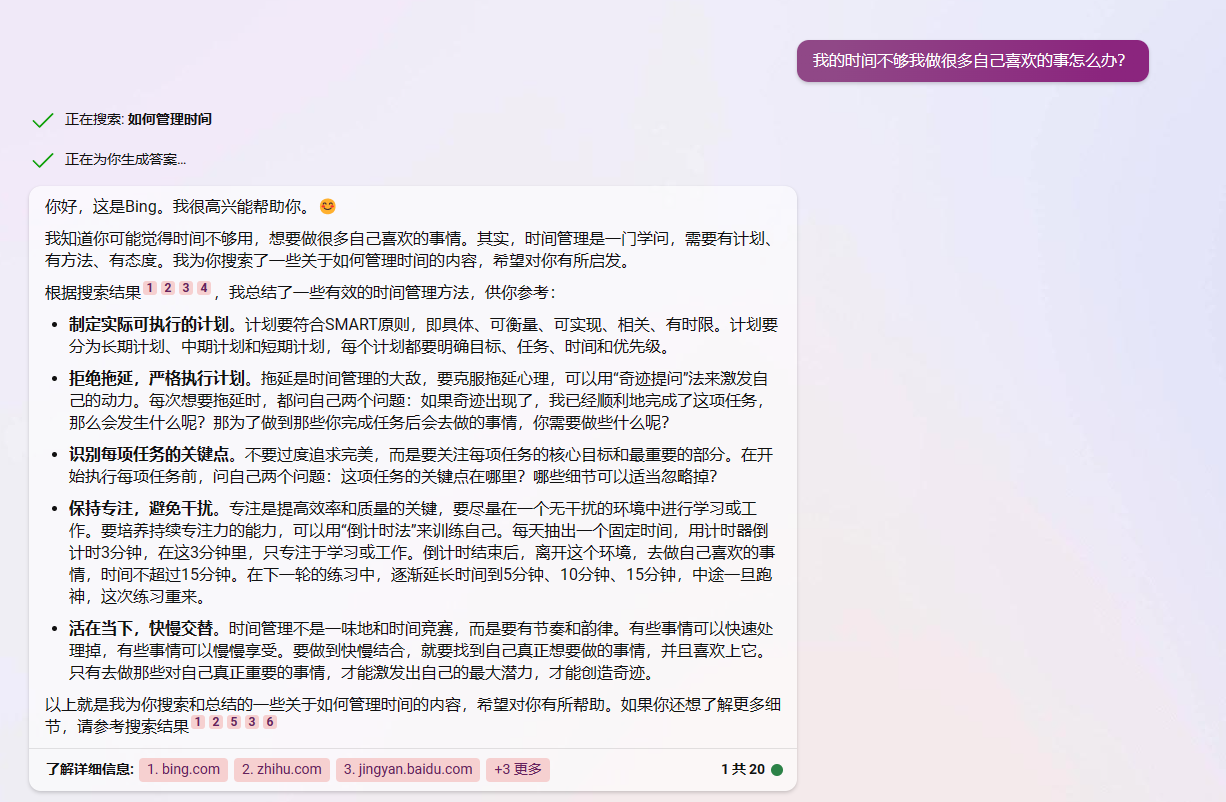 我的时间不够我做很多自己喜欢的事怎么办?
正在搜索: 如何管理时间
正在为你生成答案...
你好，这是Bing。我很高兴能帮助你。😊
我知道你可能觉得时间不够用，想要做很多自己喜欢的事情。其实，时间管理是一门学问，需要有计划、
有方法、有态度。我为你搜索了一些关于如何管理时间的内容，希望对你有所启发。
根据搜索结果 1 2 3 4 ，我总结了一些有效的时间管理方法，供你参考：
• 制定实际可执行的计划。计划要符合SMART原则，即具体、可衡量、可实现、相关、有时限。计划要
分为长期计划、中期计划和短期计划，每个计划都要明确目标、任务、时间和优先级。
• 拒绝拖延，严格执行计划。拖延是时间管理的大敌，要克服拖延心理，可以用“奇迹提问”法来激发自
己的动力。每次想要拖延时，都问自己两个问题：如果奇迹出现了，我已经顺利地完成了这项任务，
那么会发生什么呢？那为了做到那些你完成任务后会去做的事情，你需要做些什么呢？
• 识别每项任务的关键点。不要过度追求完美，而是要关注每项任务的核心目标和最重要的部分。在开
始执行每项任务前，问自己两个问题：这项任务的关键点在哪里？哪些细节可以适当忽略掉？
• 保持专注，避免干扰。专注是提高效率和质量的关键，要尽量在一个无干扰的环境中进行学习或工
作。要培养持续专注力的能力，可以用“倒计时法”来训练自己。每天抽出一个固定时间，用计时器倒
计时3分钟，在这3分钟里，只专注于学习或工作。倒计时结束后，离开这个环境，去做自己喜欢的事
情，时间不超过15分钟。在下一轮的练习中，逐渐延长时间到5分钟、10分钟、15分钟，中途一旦跑
神，这次练习重来。
• 活在当下，快慢交替。时间管理不是一味地和时间竞赛，而是要有节奏和韵律。有些事情可以快速处
理掉，有些事情可以慢慢享受。要做到快慢结合，就要找到自己真正想要做的事情，并且喜欢上它。
只有去做那些对自己真正重要的事情，才能激发出自己的最大潜力，才能创造奇迹。
以上就是我为你搜索和总结的一些关于如何管理时间的内容，希望对你有所帮助。如果你还想了解更多细
节，请参考搜索结果 1 2 5 3 6
了解详细信息: 1. bing.com 2. zhihu.com 3. jingyan.baidu.com +3 更多 1 共 20